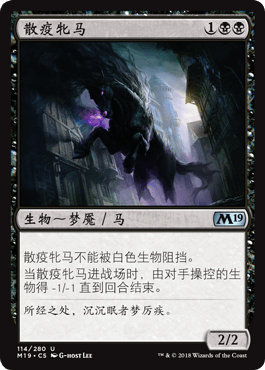 散疫牝马 1
生物～梦魇／马 M19
散疫牝马不能被白色生物阻挡。
当散疫牝马进战场时，由对手操控的生
物得 -1/-1 直到回合结束。
所经之处，沉沉眠者梦厉疾。
2/2
114/280 U
M19 • CS G-HOST LEE
™ & © 2018 Wizards of the Coast